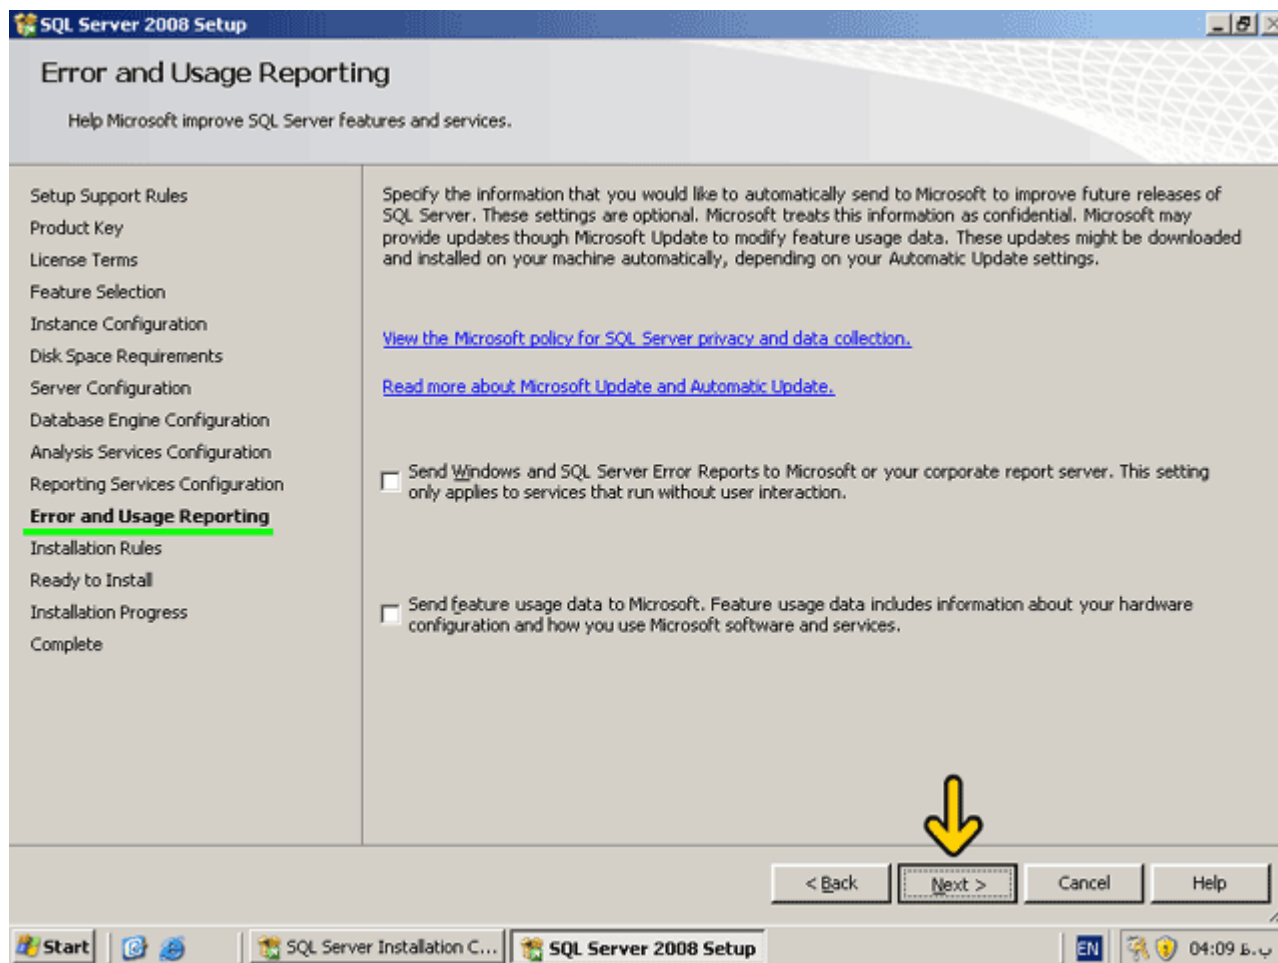 SQL Server 2008 Setup
Error and Usage Reporting
Help Microsoft improve SQL Server features and services.
Setup Support Rules
Product Key
License Terms
Feature Selection
Instance Configuration
Disk Space Requirements
Server Configuration
Database Engine Configuration
Analysis Services Configuration
Reporting Services Configuration
Error and Usage Reporting
Installation Rules
Ready to Install
Installation Progress
Complete
Specify the information that you would like to automatically send to Microsoft to improve future releases of
SQL Server. These settings are optional. Microsoft treats this information as confidential. Microsoft may
provide updates though Microsoft Update to modify feature usage data. These updates might be downloaded
and installed on your machine automatically, depending on your Automatic Update settings.
View the Microsoft policy for SQL Server privacy and data collection.
Read more about Microsoft Update and Automatic Update.
Send Windows and SQL Server Error Reports to Microsoft or your corporate report server. This setting
only applies to services that run without user interaction.
Send feature usage data to Microsoft. Feature usage data includes information about your hardware
configuration and how you use Microsoft software and services.
< Back
Next >
Cancel
Help
Start
SQL Server Installation C...
SQL Server 2008 Setup
EN
04:09 ب.ظ